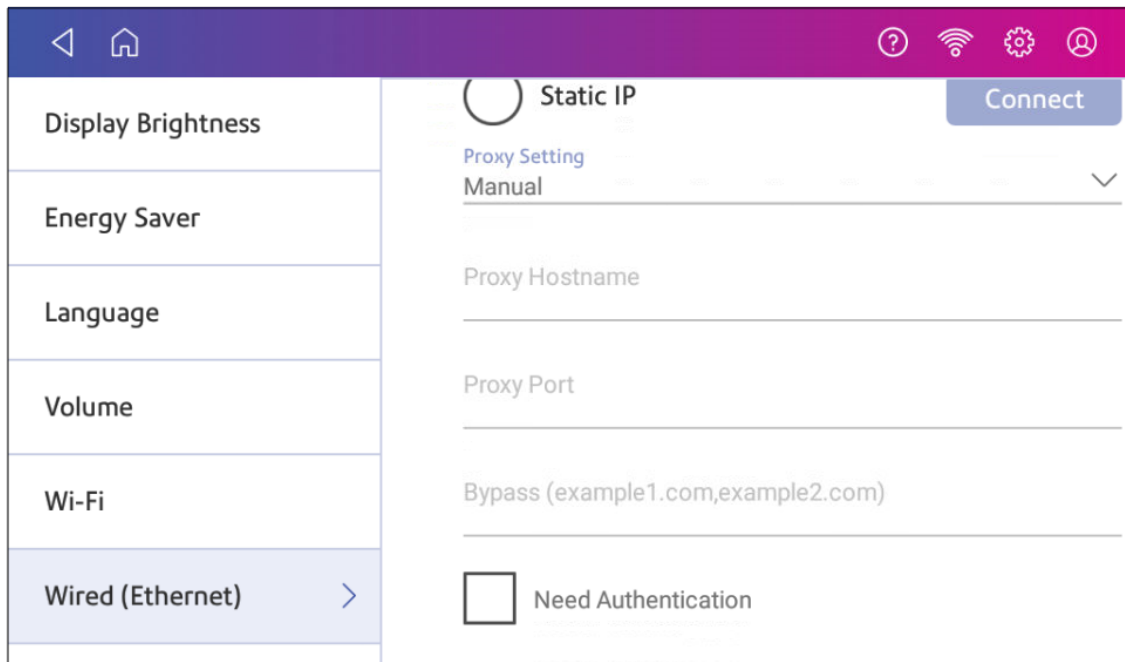 Display Brightness
Energy Saver
Language
Volume
Wi-Fi
Wired (Ethernet)
Static IP
Connect
Proxy Setting
Manual
Proxy Hostname
Proxy Port
Bypass (example1.com,example2.com)
Need Authentication